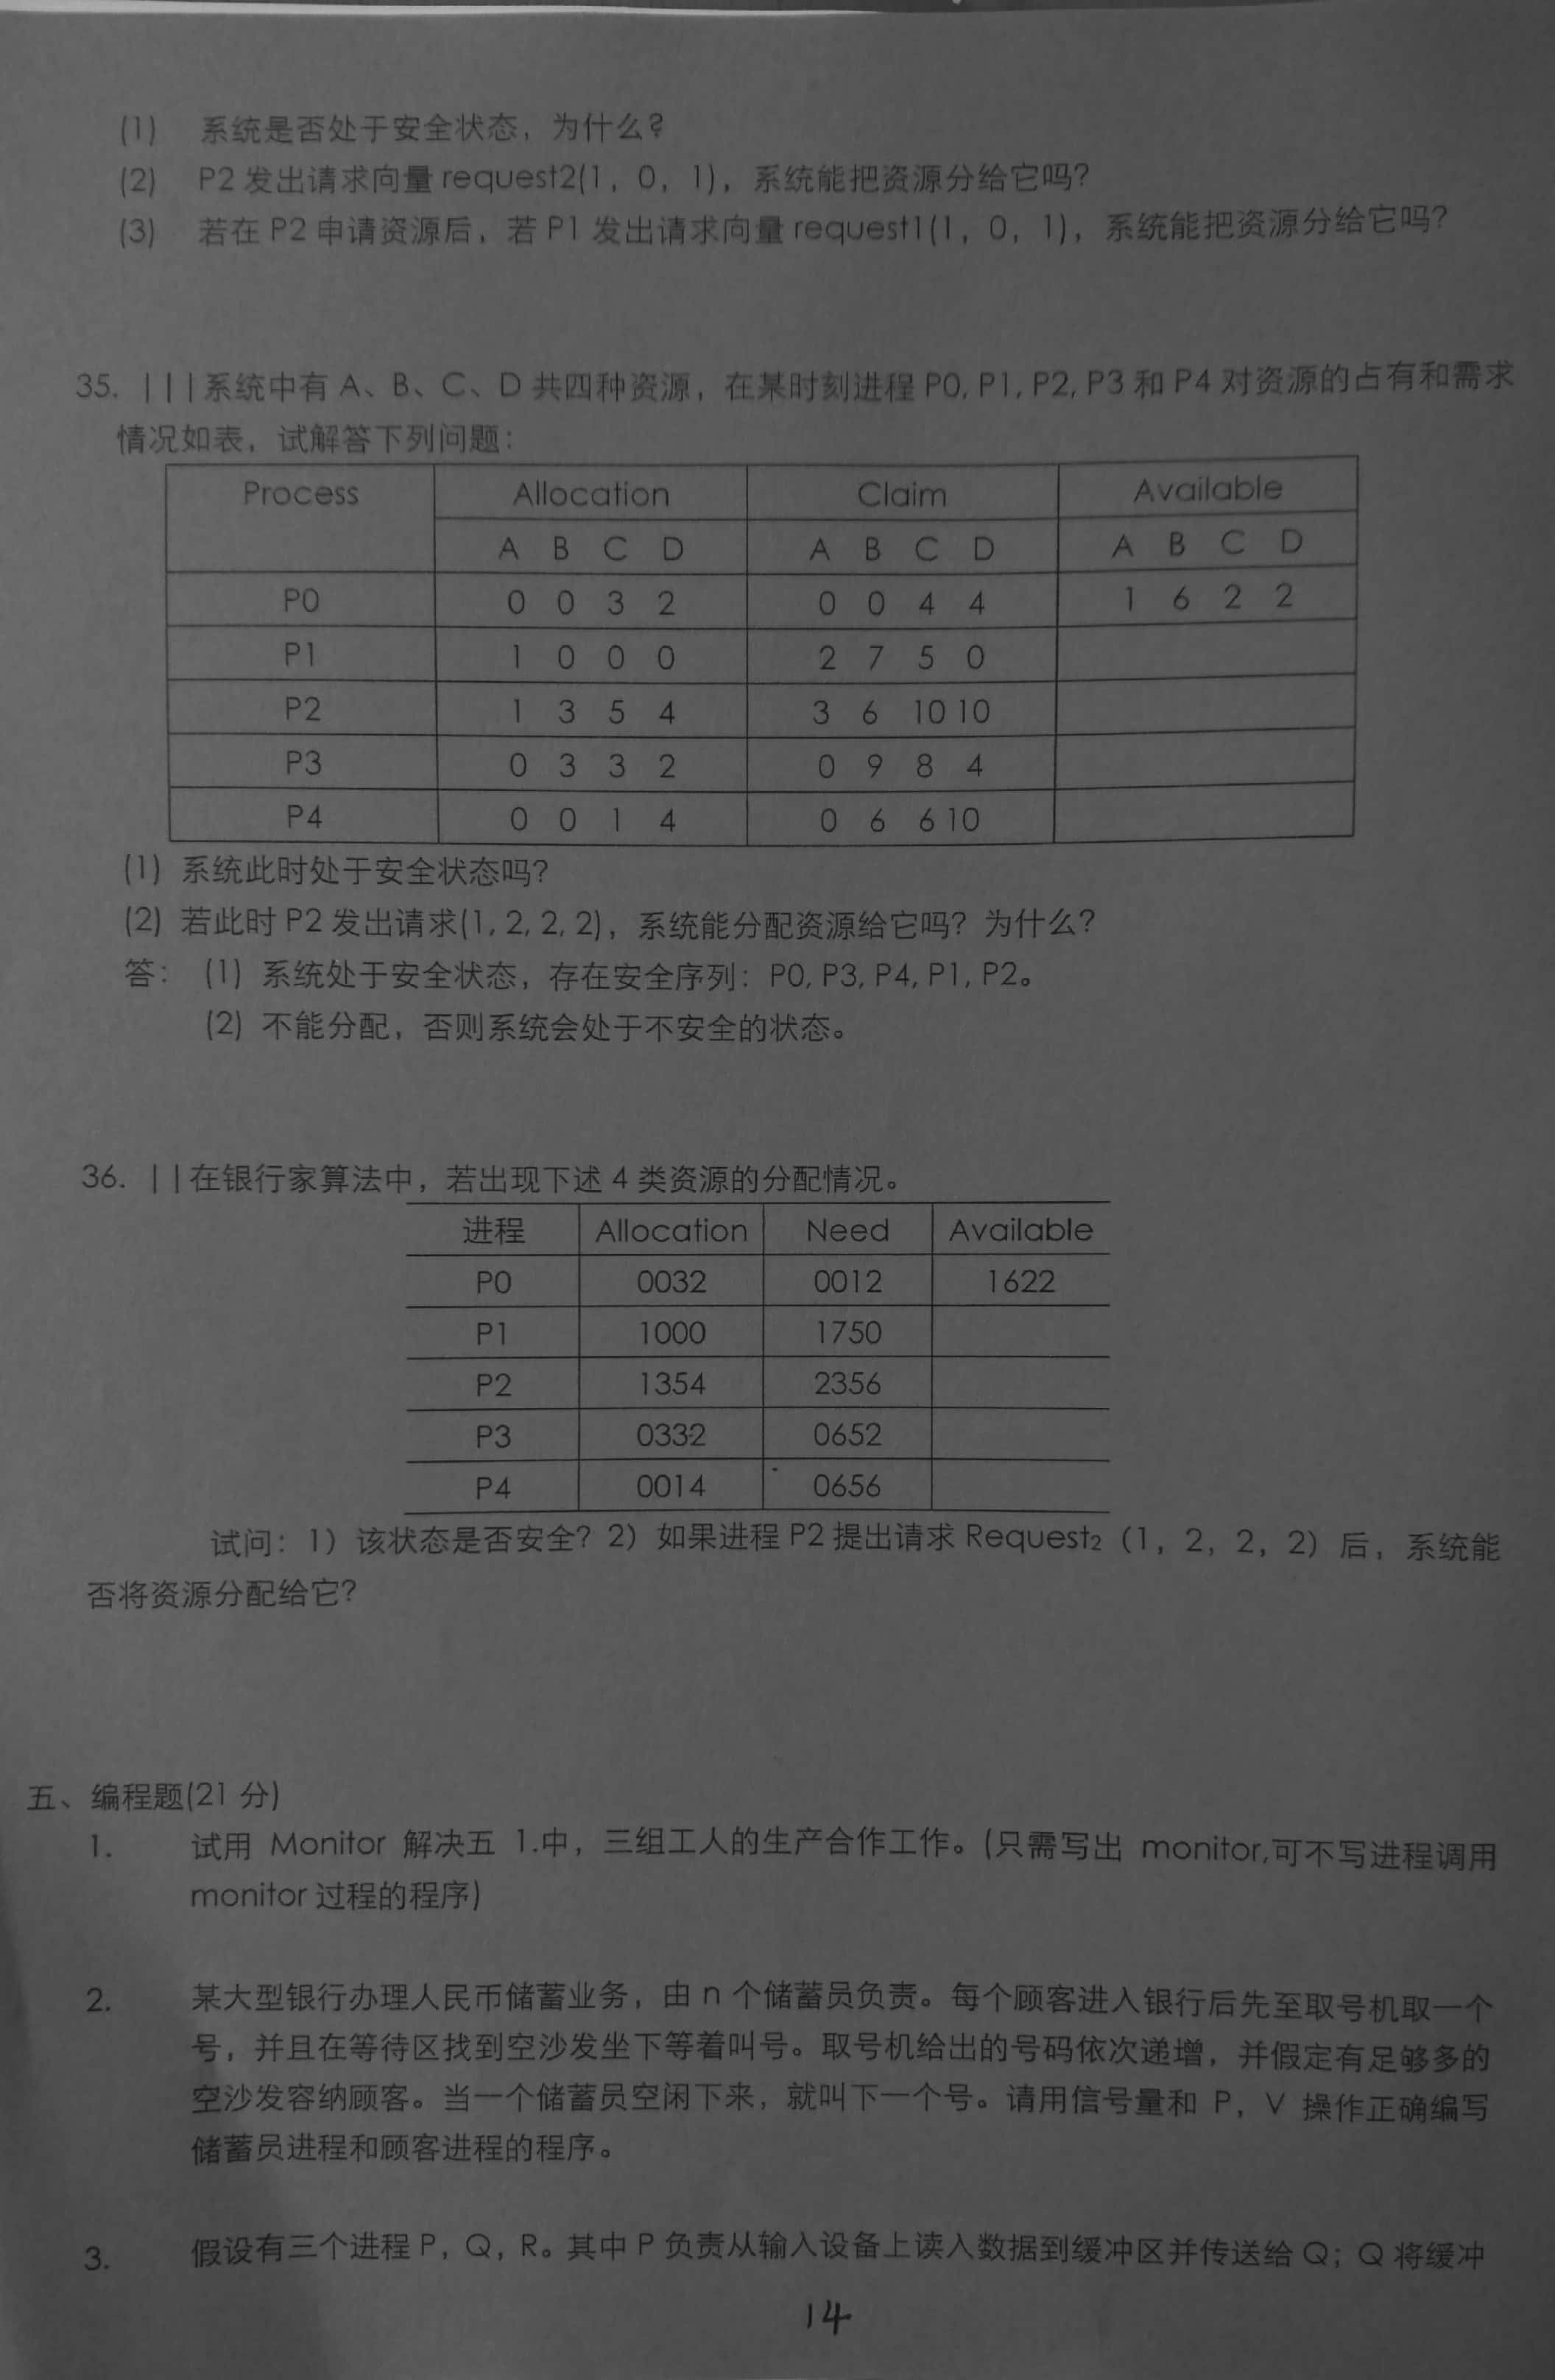 (1) 系统是否处于安全状态，为什么？
(2) P2 发出请求向量 request2(1，0，1)，系统能把资源分给它吗？
(3) 若在 P2 申请资源后，若 P1 发出请求向量 request1(1，0，1)，系统能把资源分给它吗？
35. | | | 系统中有 A、B、C、D 共四种资源，在某时刻进程 P0, P1, P2, P3 和 P4 对资源的占有和需求
情况如表，试解答下列问题：
Process Allocation Claim Available
A B C D A B C D A B C D
P0 0 0 3 2 0 0 4 4 1 6 2 2
P1 1 0 0 0 2 7 5 0
P2 1 3 5 4 3 6 10 10
P3 0 3 3 2 0 9 8 4
P4 0 0 1 4 0 6 6 10
(1) 系统此时处于安全状态吗？
(2) 若此时 P2 发出请求(1, 2, 2, 2)，系统能分配资源给它吗？为什么？
答： (1) 系统处于安全状态，存在安全序列：P0, P3, P4, P1, P2。
(2) 不能分配，否则系统会处于不安全的状态。
36. | | 在银行家算法中，若出现下述 4 类资源的分配情况。
进程 Allocation Need Available
P0 0032 0012 1622
P1 1000 1750
P2 1354 2356
P3 0332 0652
P4 0014 0656
试问：1）该状态是否安全？2）如果进程 P2 提出请求 Request2（1，2，2，2）后，系统能
否将资源分配给它？
五、编程题(21 分)
1. 试用 Monitor 解决五 1.中，三组工人的生产合作工作。(只需写出 monitor,可不写进程调用
monitor 过程的程序)
2. 某大型银行办理人民币储蓄业务，由 n 个储蓄员负责。每个顾客进入银行后先至取号机取一个
号，并且在等待区找到空沙发坐下等着叫号。取号机给出的号码依次递增，并假定有足够多的
空沙发容纳顾客。当一个储蓄员空闲下来，就叫下一个号。请用信号量和 P，V 操作正确编写
储蓄员进程和顾客进程的程序。
3. 假设有三个进程 P，Q，R。其中 P 负责从输入设备上读入数据到缓冲区并传送给 Q；Q 将缓冲
14